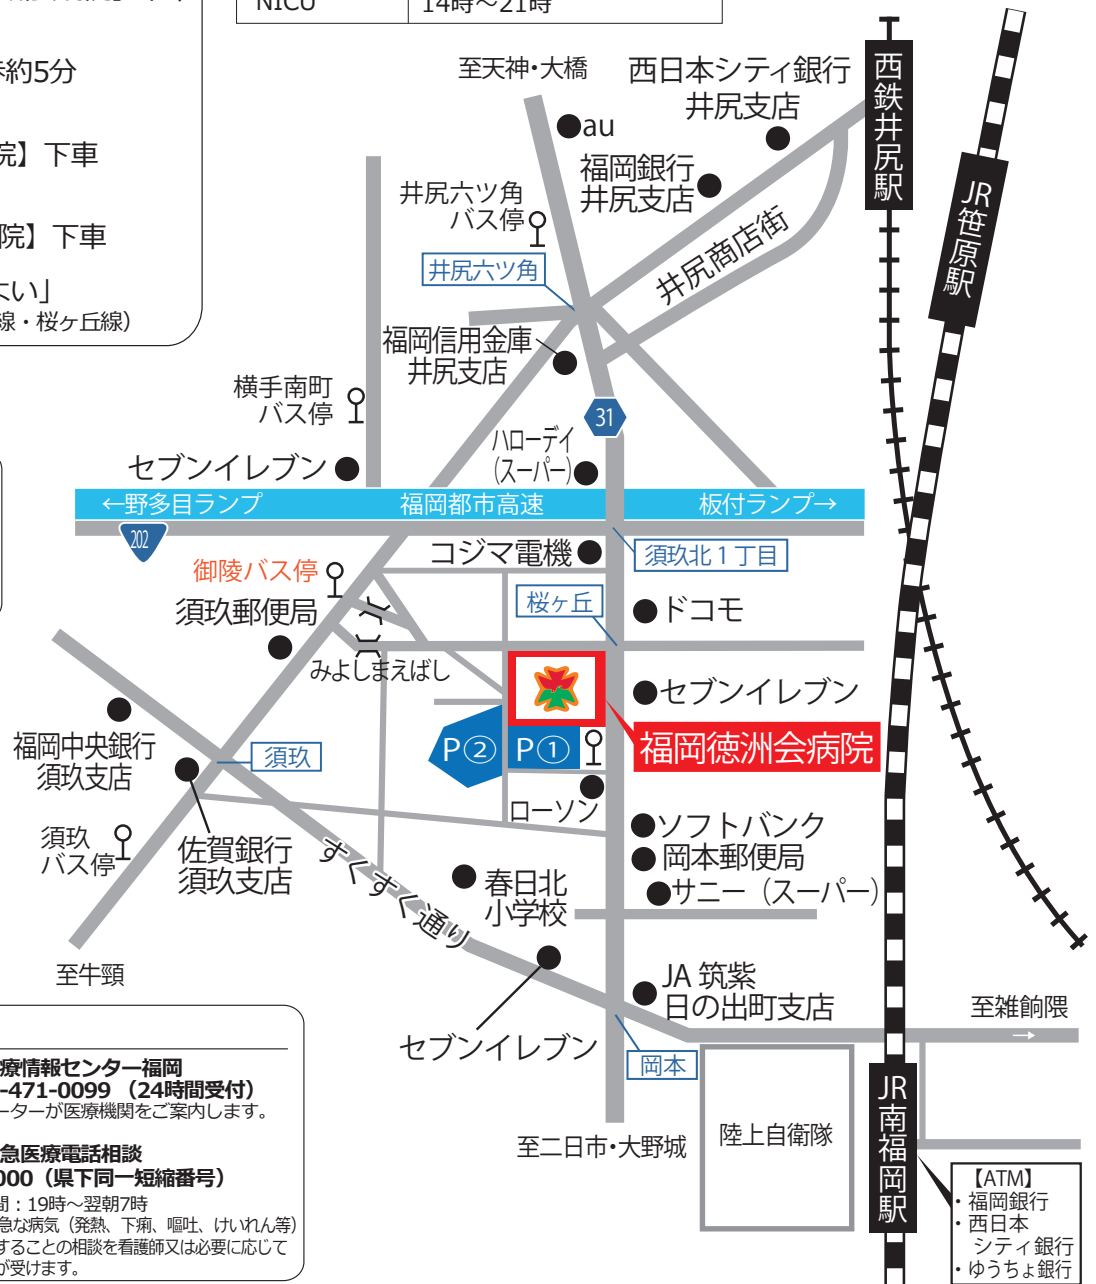 NICU
14時～21時
約5分
院】下車
院】下車
よい」
線・桜ヶ丘線）
至天神・大橋
西日本シティ銀行
井尻支店
西鉄井尻駅
au
福岡銀行
井尻支店
JR笹原駅
井尻六ツ角
バス停
井尻六ツ角
井尻商店街
福岡信用金庫
井尻支店
横手南町
バス停
31
ハローデイ
（スーパー）
セブンイレブン
←野多目ランプ
福岡都市高速
板付ランプ→
202
コジマ電機
須玖北１丁目
御陵バス停
須玖郵便局
桜ヶ丘
ドコモ
みよしまえばし
セブンイレブン
福岡中央銀行
須玖支店
須玖
P②
P①
福岡徳洲会病院
ローソン
須玖
バス停
佐賀銀行
須玖支店
すくすく通り
ソフトバンク
岡本郵便局
サニー（スーパー）
春日北
小学校
至牛頸
JA 筑紫
日の出町支店
至雑餉隈
→
セブンイレブン
岡本
至二日市・大野城
陸上自衛隊
JR南福岡駅
【ATM】
・福岡銀行
・西日本
シティ銀行
・ゆうちょ銀行
療情報センター福岡
-471-0099 （24時間受付）
ーターが医療機関をご案内します。
急医療電話相談
000（県下同一短縮番号）
間：19時～翌朝7時
急な病気（発熱、下痢、嘔吐、けいれん等）
することの相談を看護師又は必要に応じて
が受けます。